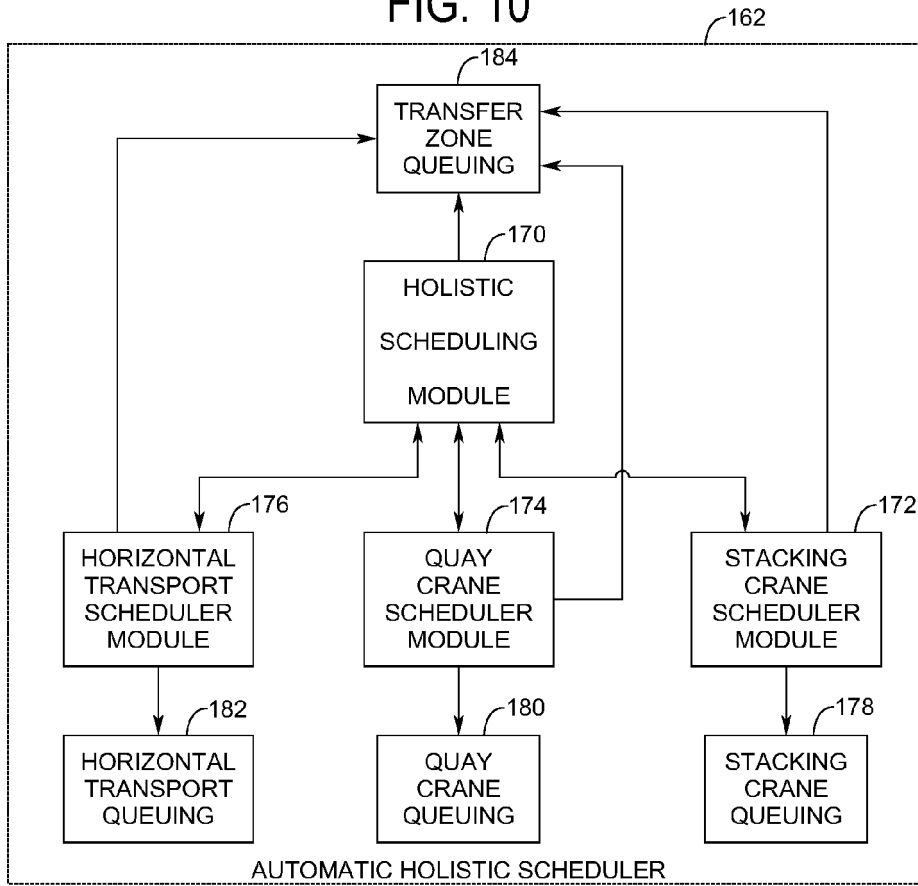 FIG. 10
162
184
TRANSFER
ZONE
QUEUING
170
HOLISTIC
SCHEDULING
MODULE
176
HORIZONTAL
TRANSPORT
SCHEDULER
MODULE
174
QUAY
CRANE
SCHEDULER
MODULE
172
STACKING
CRANE
SCHEDULER
MODULE
182
HORIZONTAL
TRANSPORT
QUEUING
180
QUAY
CRANE
QUEUING
178
STACKING
CRANE
QUEUING
AUTOMATIC HOLISTIC SCHEDULER